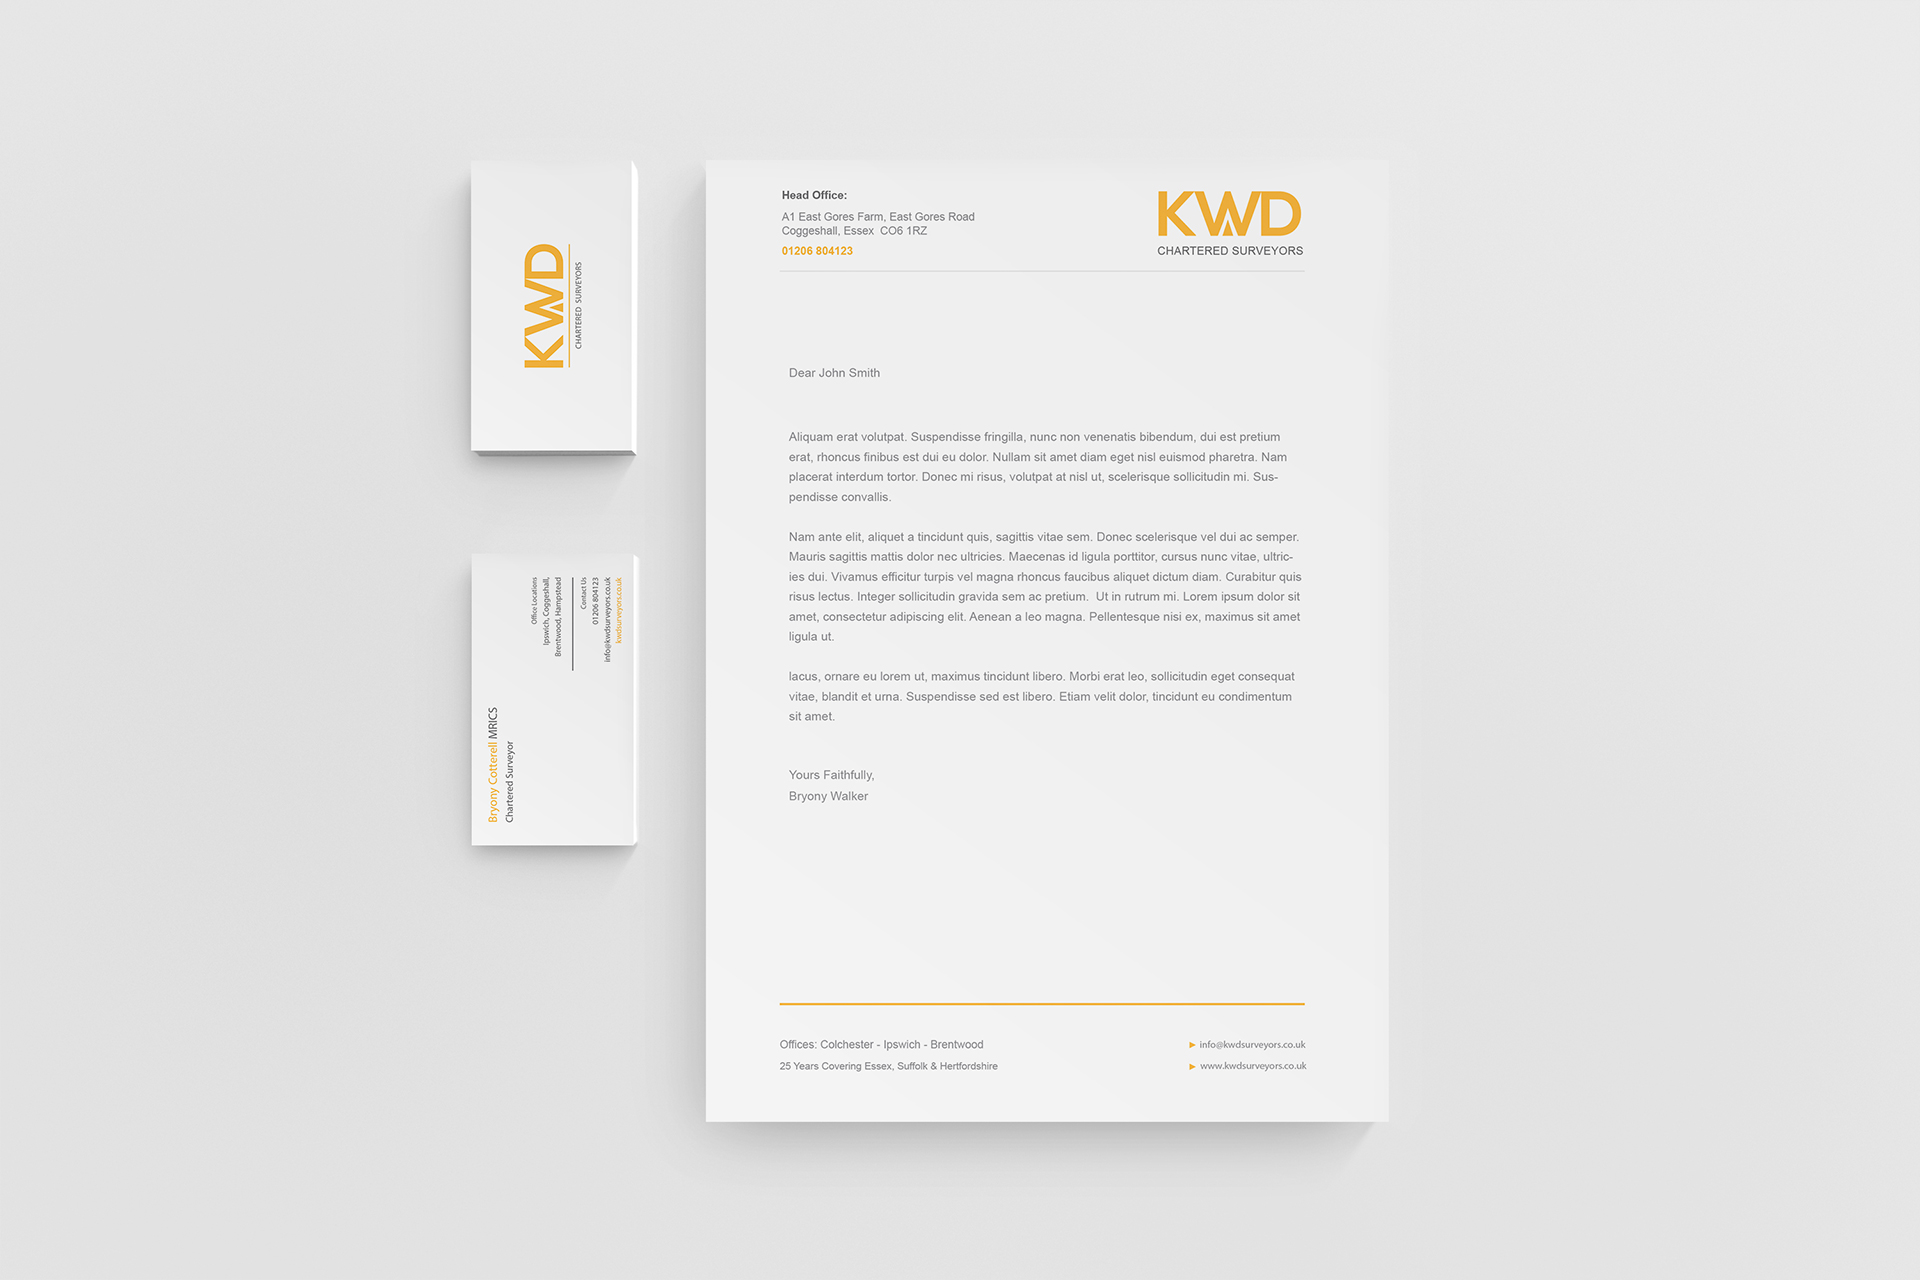 KWD
CHARTERED SURVEYORS
Bryony Cotterell MRICS
Chartered Surveyor
Office Locations
Ipswich, Coggeshall,
Brentwood, Hampstead
Contact Us
01206 804123
info@kwdsurveyors.co.uk
kwdsurveyors.co.uk
Head Office:
A1 East Gores Farm, East Gores Road
Coggeshall, Essex  CO6 1RZ
01206 804123
KWD
CHARTERED SURVEYORS
Dear John Smith
Aliquam erat volutpat. Suspendisse fringilla, nunc non venenatis bibendum, dui est pretium
erat, rhoncus finibus est dui eu dolor. Nullam sit amet diam eget nisl euismod pharetra. Nam
placerat interdum tortor. Donec mi risus, volutpat at nisl ut, scelerisque sollicitudin mi. Sus-
pendisse convallis.
Nam ante elit, aliquet a tincidunt quis, sagittis vitae sem. Donec scelerisque vel dui ac semper.
Mauris sagittis mattis dolor nec ultricies. Maecenas id ligula porttitor, cursus nunc vitae, ultric-
ies dui. Vivamus efficitur turpis vel magna rhoncus faucibus aliquet dictum diam. Curabitur quis
risus lectus. Integer sollicitudin gravida sem ac pretium.  Ut in rutrum mi. Lorem ipsum dolor sit
amet, consectetur adipiscing elit. Aenean a leo magna. Pellentesque nisi ex, maximus sit amet
ligula ut.
lacus, ornare eu lorem ut, maximus tincidunt libero. Morbi erat leo, sollicitudin eget consequat
vitae, blandit et urna. Suspendisse sed est libero. Etiam velit dolor, tincidunt eu condimentum
sit amet.
Yours Faithfully,
Bryony Walker
Offices: Colchester - Ipswich - Brentwood
25 Years Covering Essex, Suffolk & Hertfordshire
info@kwdsurveyors.co.uk
www.kwdsurveyors.co.uk